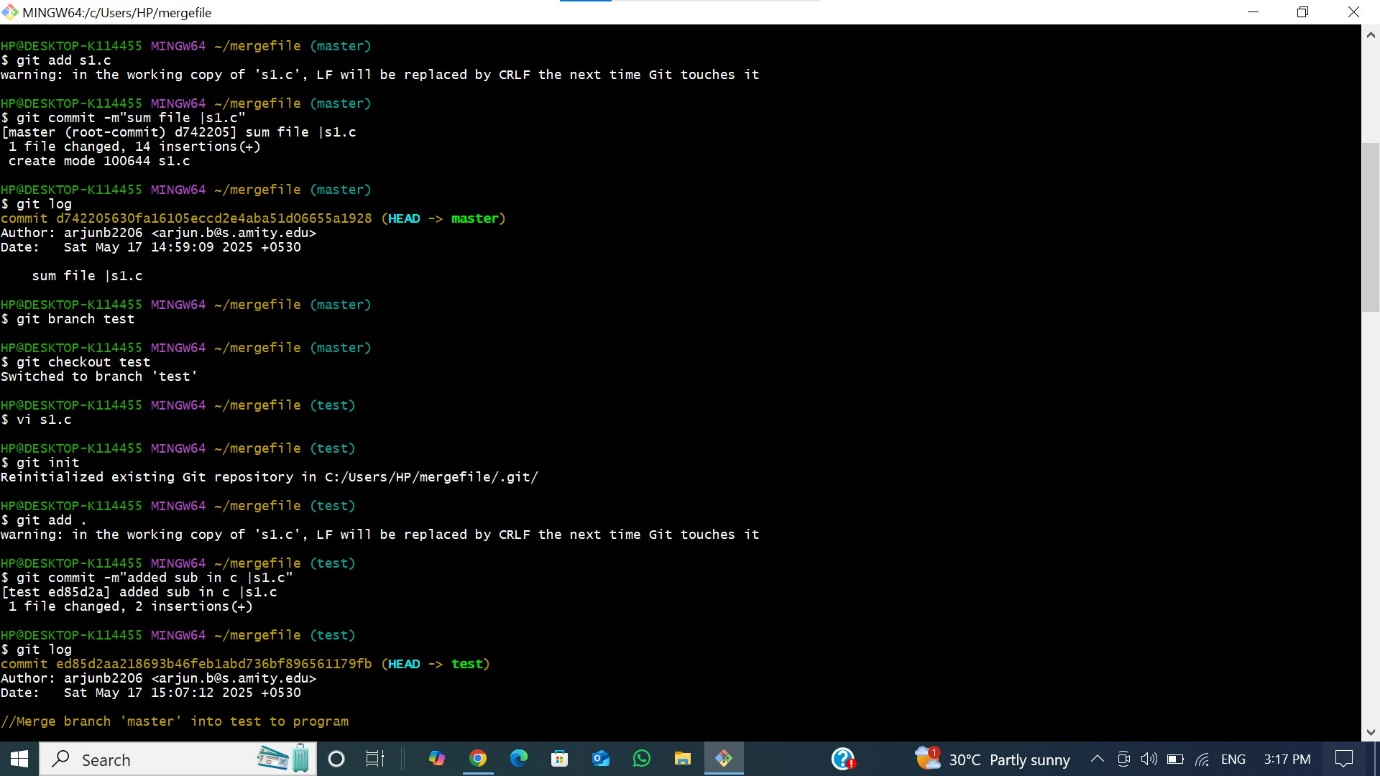 MINGW64:/c/Users/HP/mergefile
HP@DESKTOP-K114455 MINGW64 ~/mergefile (master)
$ git add s1.c
warning: in the working copy of 's1.c', LF will be replaced by CRLF the next time Git touches it
HP@DESKTOP-K114455 MINGW64 ~/mergefile (master)
$ git commit -m"sum file |s1.c"
[master (root-commit) d742205] sum file |s1.c
1 file changed, 14 insertions(+)
create mode 100644 s1.c
HP@DESKTOP-K114455 MINGW64 ~/mergefile (master)
$ git log
commit d742205630fa16105eccd2e4aba51d06655a1928 (HEAD -> master)
Author: arjunb2206 <arjun.b@s.amity.edu>
Date:   Sat May 17 14:59:09 2025 +0530
sum file |s1.c
HP@DESKTOP-K114455 MINGW64 ~/mergefile (master)
$ git branch test
HP@DESKTOP-K114455 MINGW64 ~/mergefile (master)
$ git checkout test
Switched to branch 'test'
HP@DESKTOP-K114455 MINGW64 ~/mergefile (test)
$ vi s1.c
HP@DESKTOP-K114455 MINGW64 ~/mergefile (test)
$ git init
Reinitialized existing Git repository in C:/Users/HP/mergefile/.git/
HP@DESKTOP-K114455 MINGW64 ~/mergefile (test)
$ git add .
warning: in the working copy of 's1.c', LF will be replaced by CRLF the next time Git touches it
HP@DESKTOP-K114455 MINGW64 ~/mergefile (test)
$ git commit -m"added sub in c |s1.c"
[test ed85d2a] added sub in c |s1.c
1 file changed, 2 insertions(+)
HP@DESKTOP-K114455 MINGW64 ~/mergefile (test)
$ git log
commit ed85d2aa218693b46feb1abd736bf896561179fb (HEAD -> test)
Author: arjunb2206 <arjun.b@s.amity.edu>
Date:   Sat May 17 15:07:12 2025 +0530
//Merge branch 'master' into test to program
Search
1
30°C Partly sunny
ENG
3:17 PM